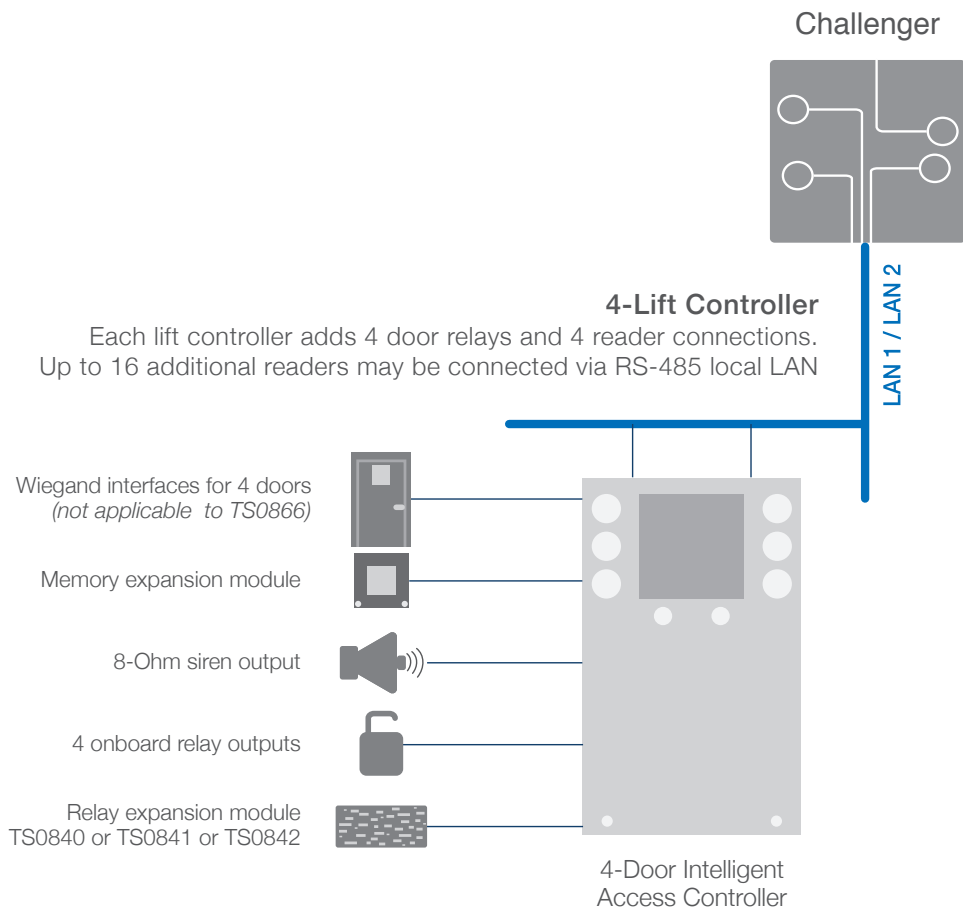 Challenger
LAN 1 / LAN 2
4-Lift Controller
Each lift controller adds 4 door relays and 4 reader connections.
Up to 16 additional readers may be connected via RS-485 local LAN
Wiegand interfaces for 4 doors
(not applicable to TS0866)
Memory expansion module
8-Ohm siren output
4 onboard relay outputs
Relay expansion module
TS0840 or TS0841 or TS0842
4-Door Intelligent
Access Controller